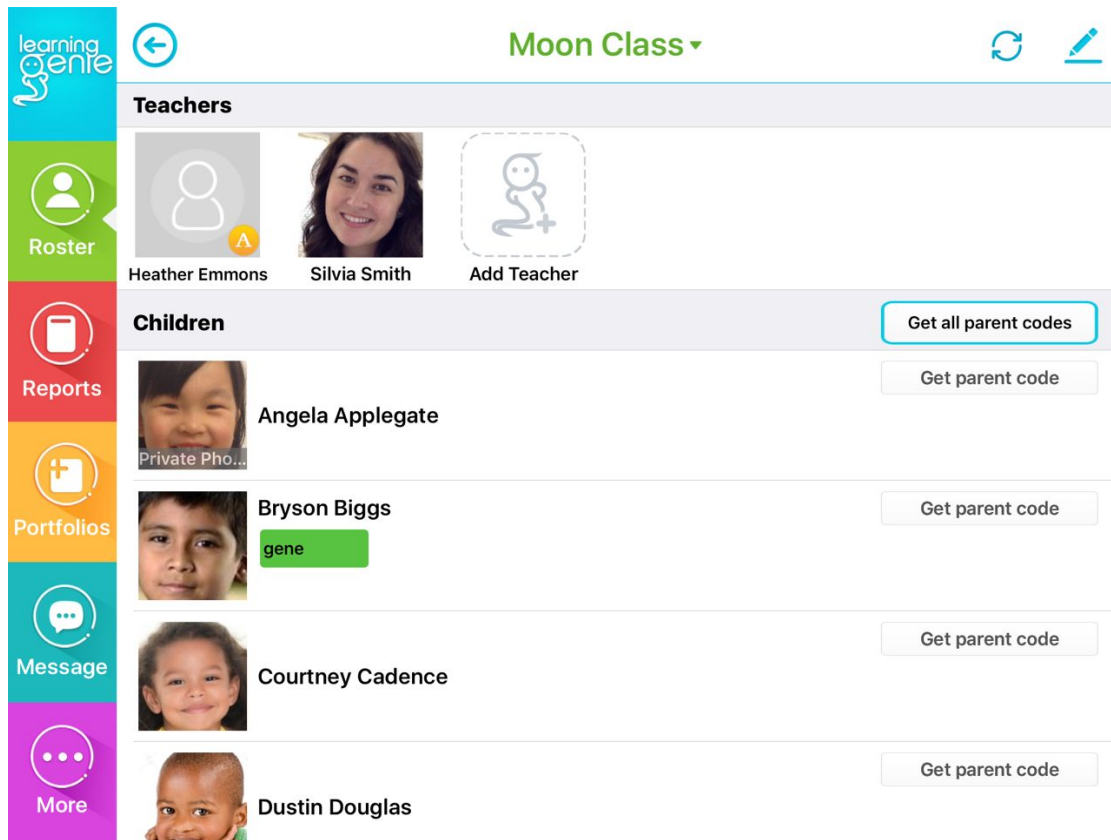 learning
genie
Moon Class
Teachers
A
Heather Emmons
Silvia Smith
Add Teacher
Roster
Children
Get all parent codes
Reports
Get parent code
Angela Applegate
Private Pho...
Portfolios
Bryson Biggs
Get parent code
gene
Message
Get parent code
Courtney Cadence
More
Get parent code
Dustin Douglas